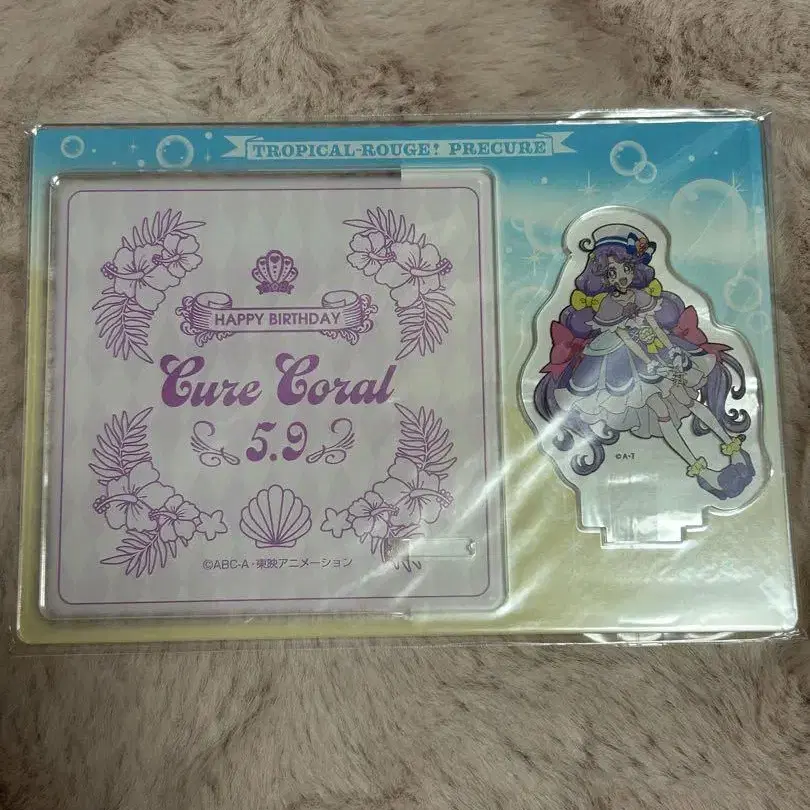 TROPICAL-ROUGE! PRECURE
HAPPY BIRTHDAY
Cure Coral
5.9
©ABC-A・東映アニメーション
©A・T